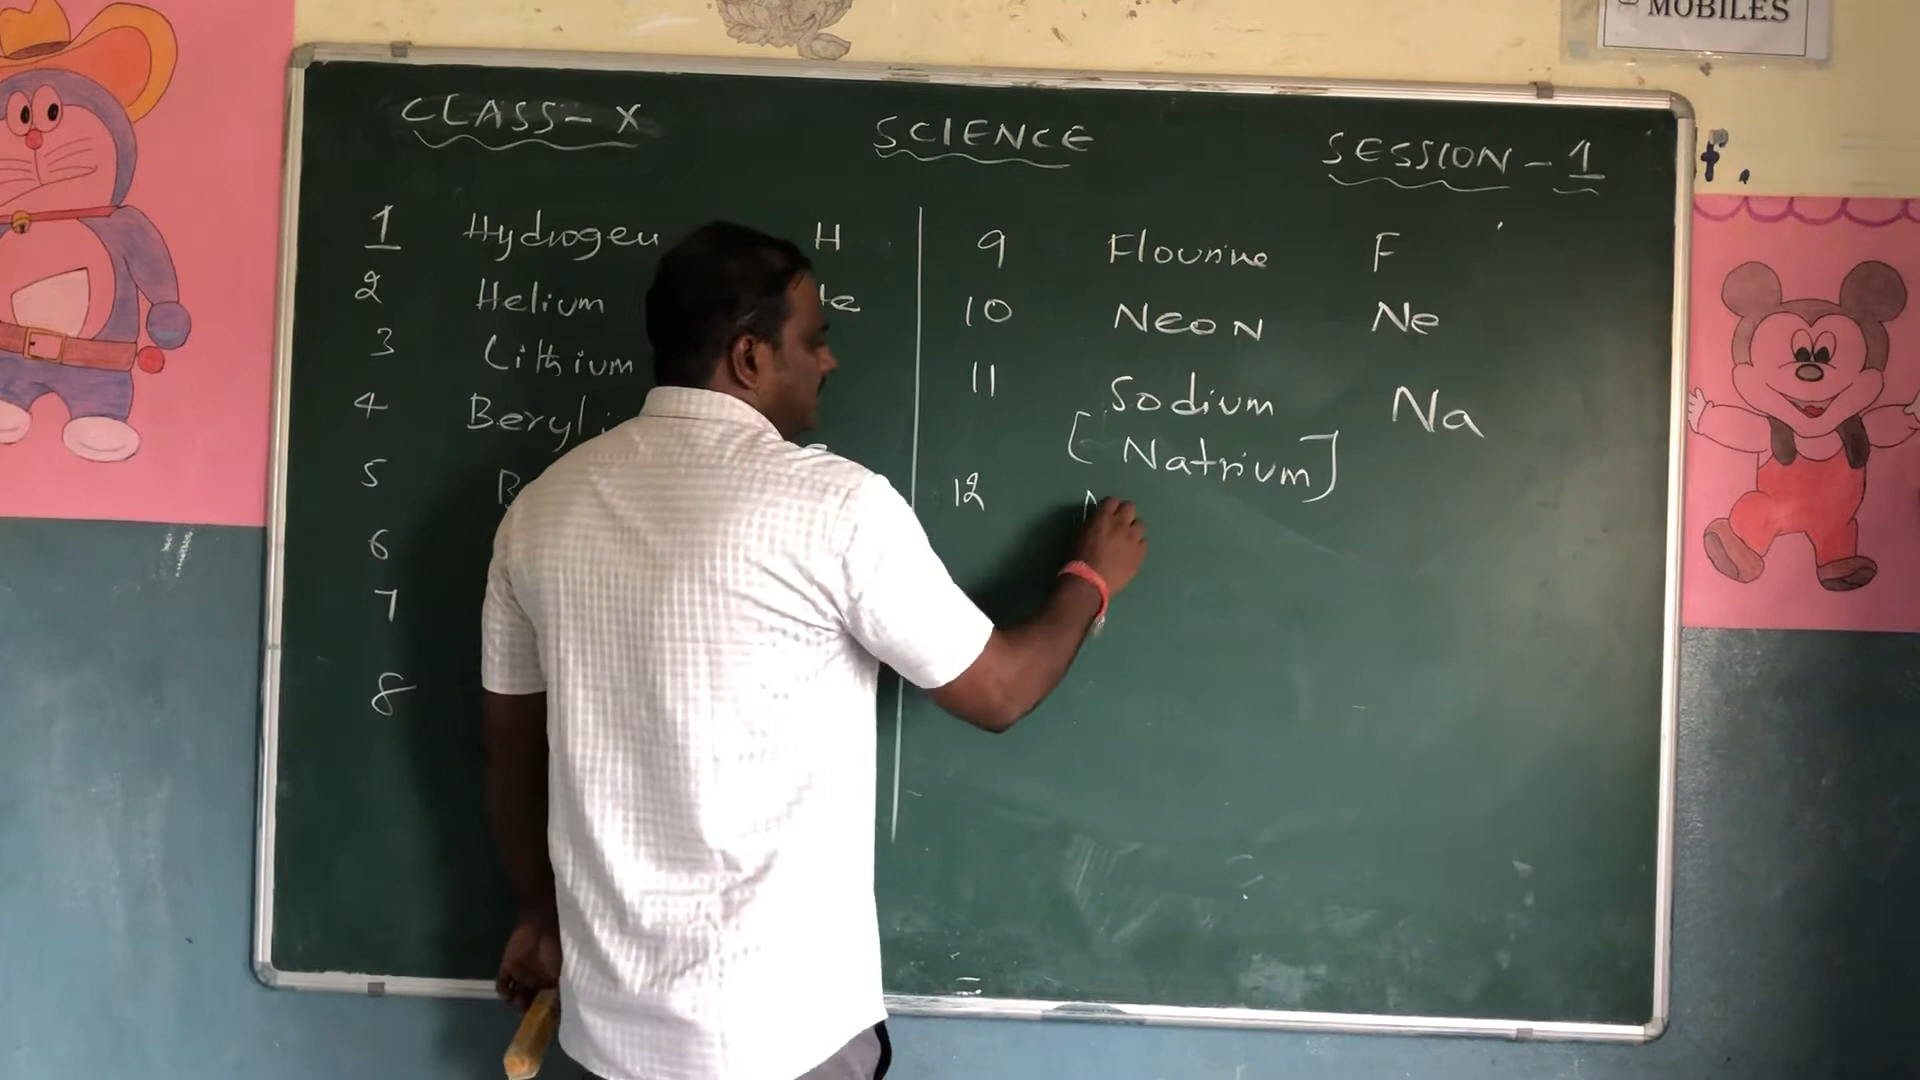 MOBILES
CLASS-X SCIENCE SESSION-1
1 Hydrogen H
2 Helium
3 Lithium
4
5
6
7
8
9 Flourine F
10 NEON Ne
11 Sodium Na
[Natrium]
12